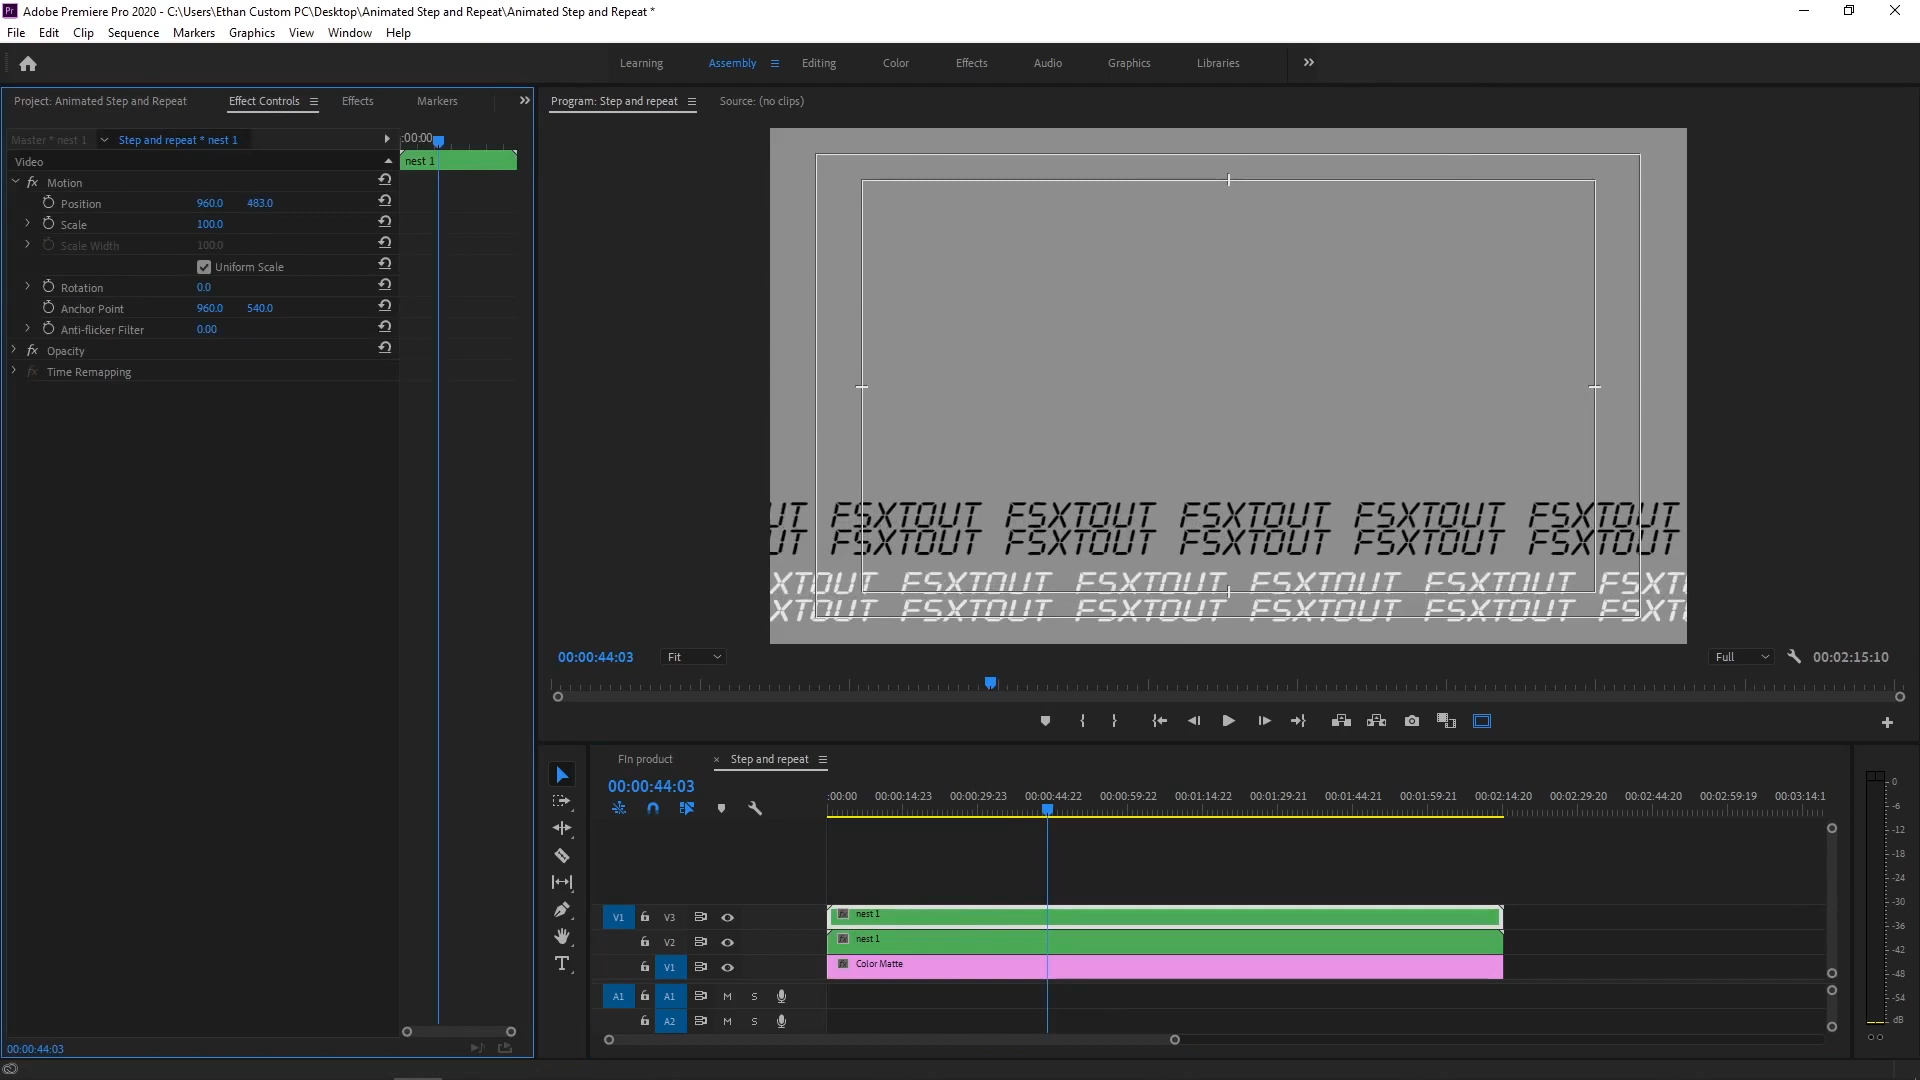 Pr Adobe Premiere Pro 2020 - C:\Users\Ethan Custom PC\Desktop\Animated Step and Repeat\Animated Step and Repeat *
File Edit Clip Sequence Markers Graphics View Window Help
Learning Assembly Editing Color Effects Audio Graphics Libraries
Project: Animated Step and Repeat Effect Controls Effects Markers
Program: Step and repeat Source: (no clips)
Master * nest 1 Step and repeat * nest 1 :00:00
Video nest 1
fx Motion
Position 960.0 483.0
Scale 100.0
Scale Width 100.0
Uniform Scale
Rotation 0.0
Anchor Point 960.0 540.0
Anti-flicker Filter 0.00
fx Opacity
fx Time Remapping
UT FSXTOUT FSXTOUT FSXTOUT FSXTOUT FSXTOUT
UT FSXTOUT FSXTOUT FSXTOUT FSXTOUT FSXTOUT
XTOUT FSXTOUT FSXTOUT FSXTOUT FSXTOUT FSXT
XTOUT FSXTOUT FSXTOUT FSXTOUT FSXTOUT FSXTO
00:00:44:03 Fit Full 00:02:15:10
FIn product × Step and repeat
00:00:44:03
:00:00 00:00:14:23 00:00:29:23 00:00:44:22 00:00:59:22 00:01:14:22 00:01:29:21 00:01:44:21 00:01:59:21 00:02:14:20 00:02:29:20 00:02:44:20 00:02:59:19 00:03:14:1
V1 V3 fx nest 1
V2 fx nest 1
V1 fx Color Matte
A1 A1 M S
A2 M S
0
-6
-12
-18
-24
-30
-36
-42
-48
-54
dB
00:00:44:03